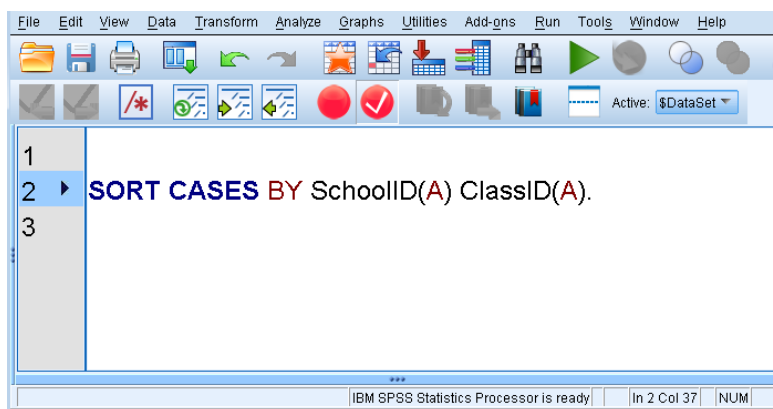 File Edit View Data Transform Analyze Graphs Utilities Add-ons Run Tools Window Help
/*
Active: $DataSet
1
2 SORT CASES BY SchoolID(A) ClassID(A).
3
IBM SPSS Statistics Processor is ready In 2 Col 37 NUM